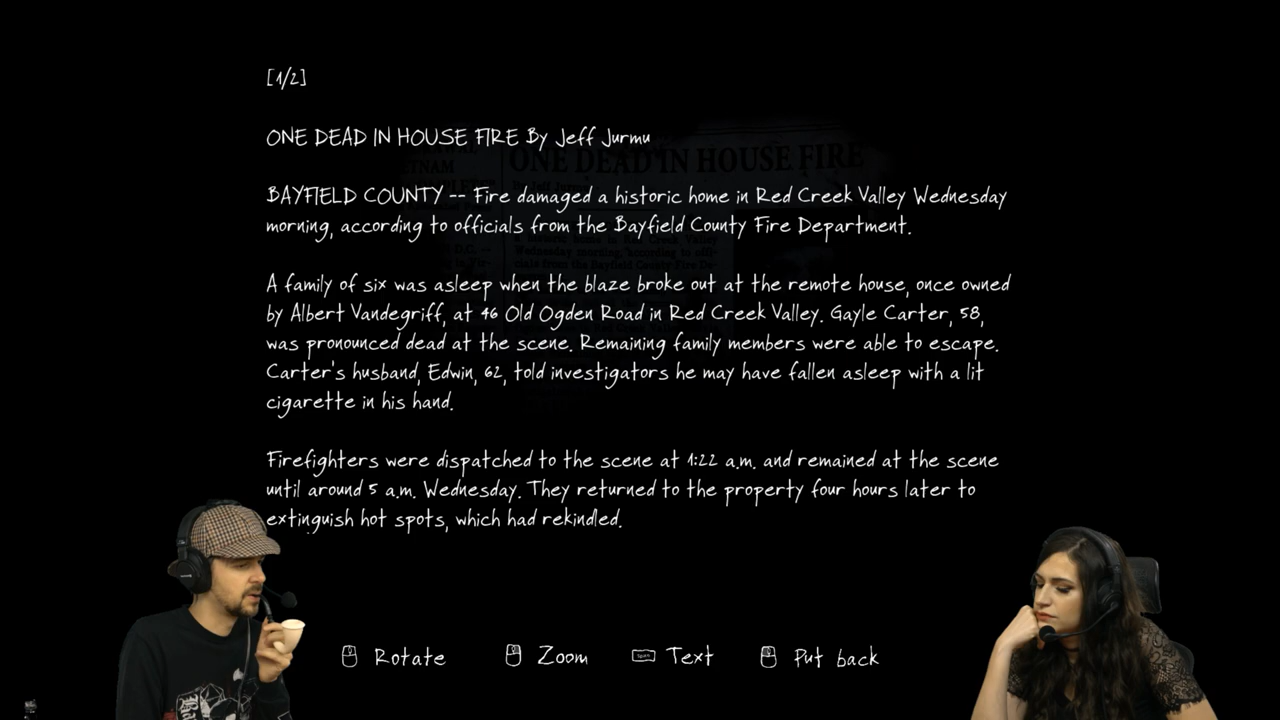 [1/2]
ONE DEAD IN HOUSE FIRE By Jeff Jurmu
BAYFIELD COUNTY -- Fire damaged a historic home in Red Creek Valley Wednesday
morning, according to officials from the Bayfield County Fire Department.
A family of six was asleep when the blaze broke out at the remote house, once owned
by Albert Vandegriff, at 46 Old Ogden Road in Red Creek Valley. Gayle Carter, 58,
was pronounced dead at the scene. Remaining family members were able to escape.
Carter's husband, Edwin, 62, told investigators he may have fallen asleep with a lit
cigarette in his hand.
Firefighters were dispatched to the scene at 1:22 a.m. and remained at the scene
until around 5 a.m. Wednesday. They returned to the property four hours later to
extinguish hot spots, which had rekindled.
Rotate Zoom Text Put back
ONE DEAD IN HOUSE FIRE